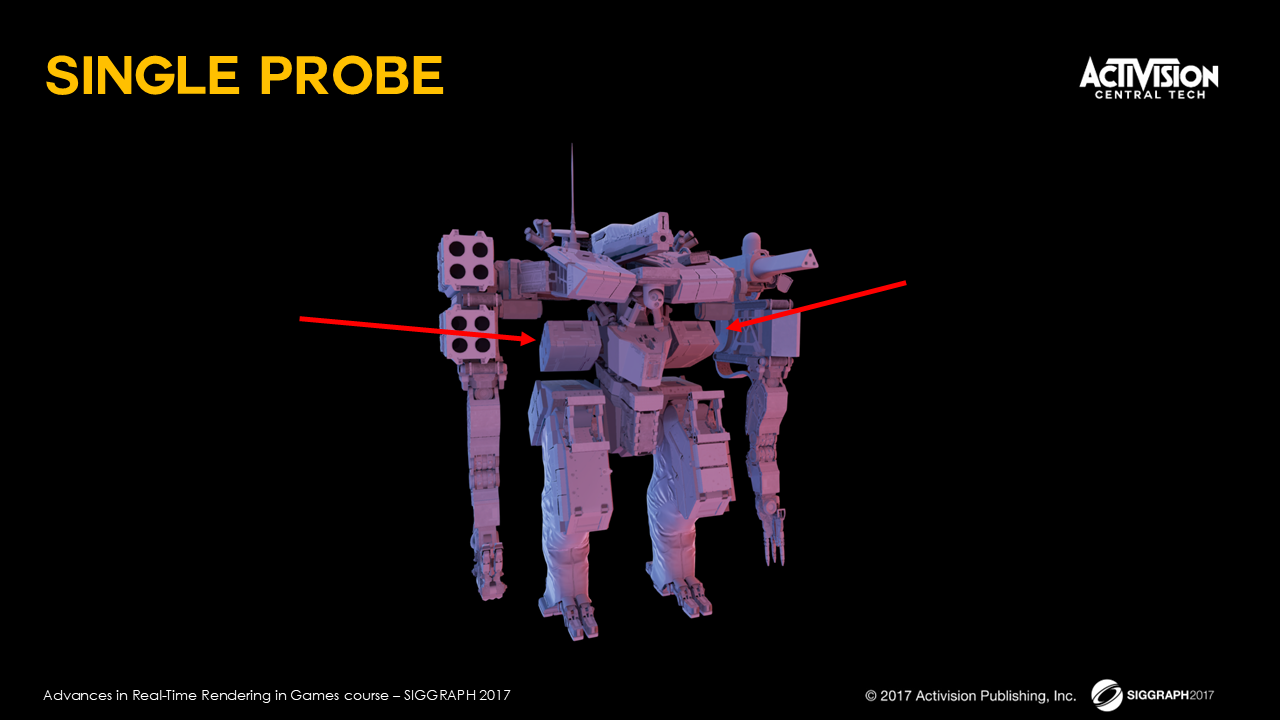 SINGLE PROBE
ACTIVISION
CENTRAL TECH
Advances in Real-Time Rendering in Games course – SIGGRAPH 2017
© 2017 Activision Publishing, Inc.
SIGGRAPH2017